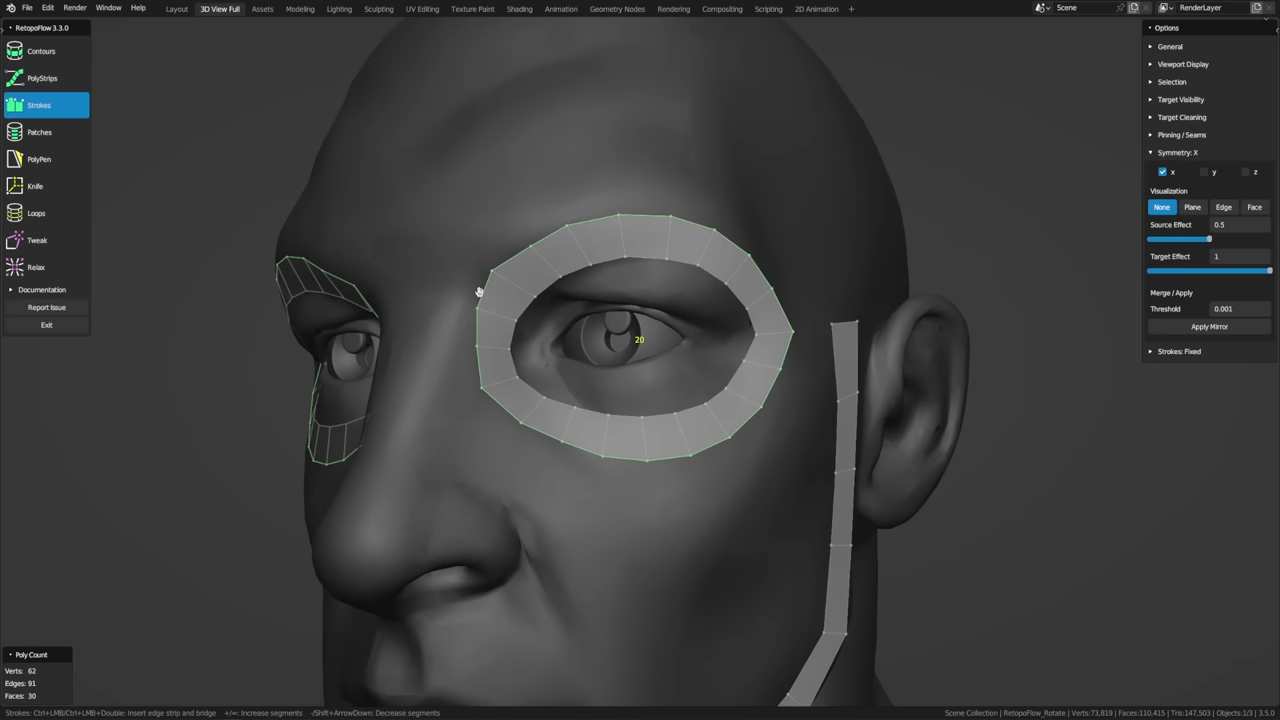 File Edit Render Window Help Layout 3D View Full Assets Modeling Lighting Sculpting UV Editing Texture Paint Shading Animation Geometry Nodes Rendering Compositing Scripting 2D Animation + Scene RenderLayer
RetopoFlow 3.3.0
Contours
PolyStrips
Strokes
Patches
PolyPen
Knife
Loops
Tweak
Relax
Documentation
Report Issue
Exit
20
Options
General
Viewport Display
Selection
Target Visibility
Target Cleaning
Pinning / Seams
Symmetry: X
x y z
Visualization
None Plane Edge Face
Source Effect 0.5
Target Effect 1
Merge / Apply
Threshold 0.001
Apply Mirror
Strokes: Fixed
Poly Count
Verts: 62
Edges: 91
Faces: 30
Strokes: Ctrl+LMB/Ctrl+LMB+Double: Insert edge strip and bridge +/=: Increase segments -/Shift+ArrowDown: Decrease segments Scene Collection | RetopoFlow_Rotate | Verts:73,819 | Faces:110,415 | Tris:147,503 | Objects:1/3 | 3.5.0